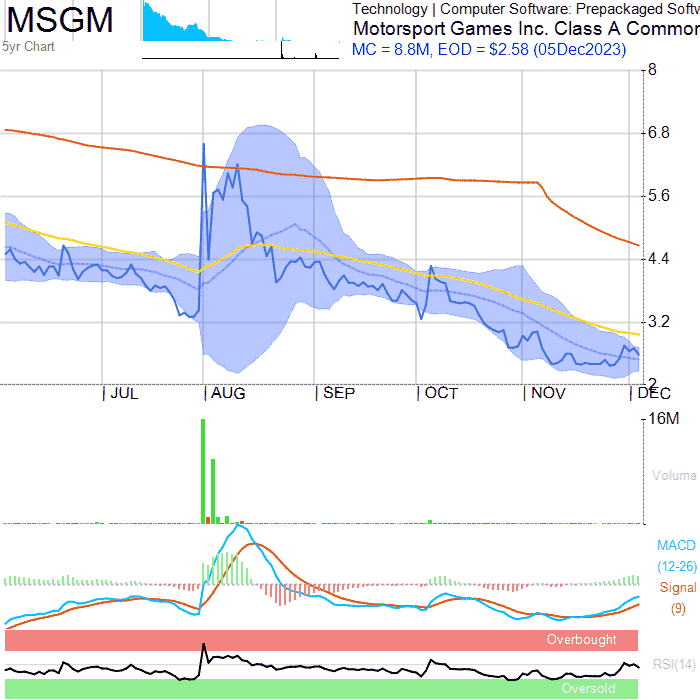 MSGM
5yr Chart
Technology | Computer Software: Prepackaged Softw
Motorsport Games Inc. Class A Common
MC = 8.8M, EOD = $2.58 (05Dec2023)
8
6.8
5.6
4.4
3.2
2
JUL AUG SEP OCT NOV DEC
16M
Volume
MACD
(12-26)
Signal
(9)
Overbought
RSI(14)
Oversold